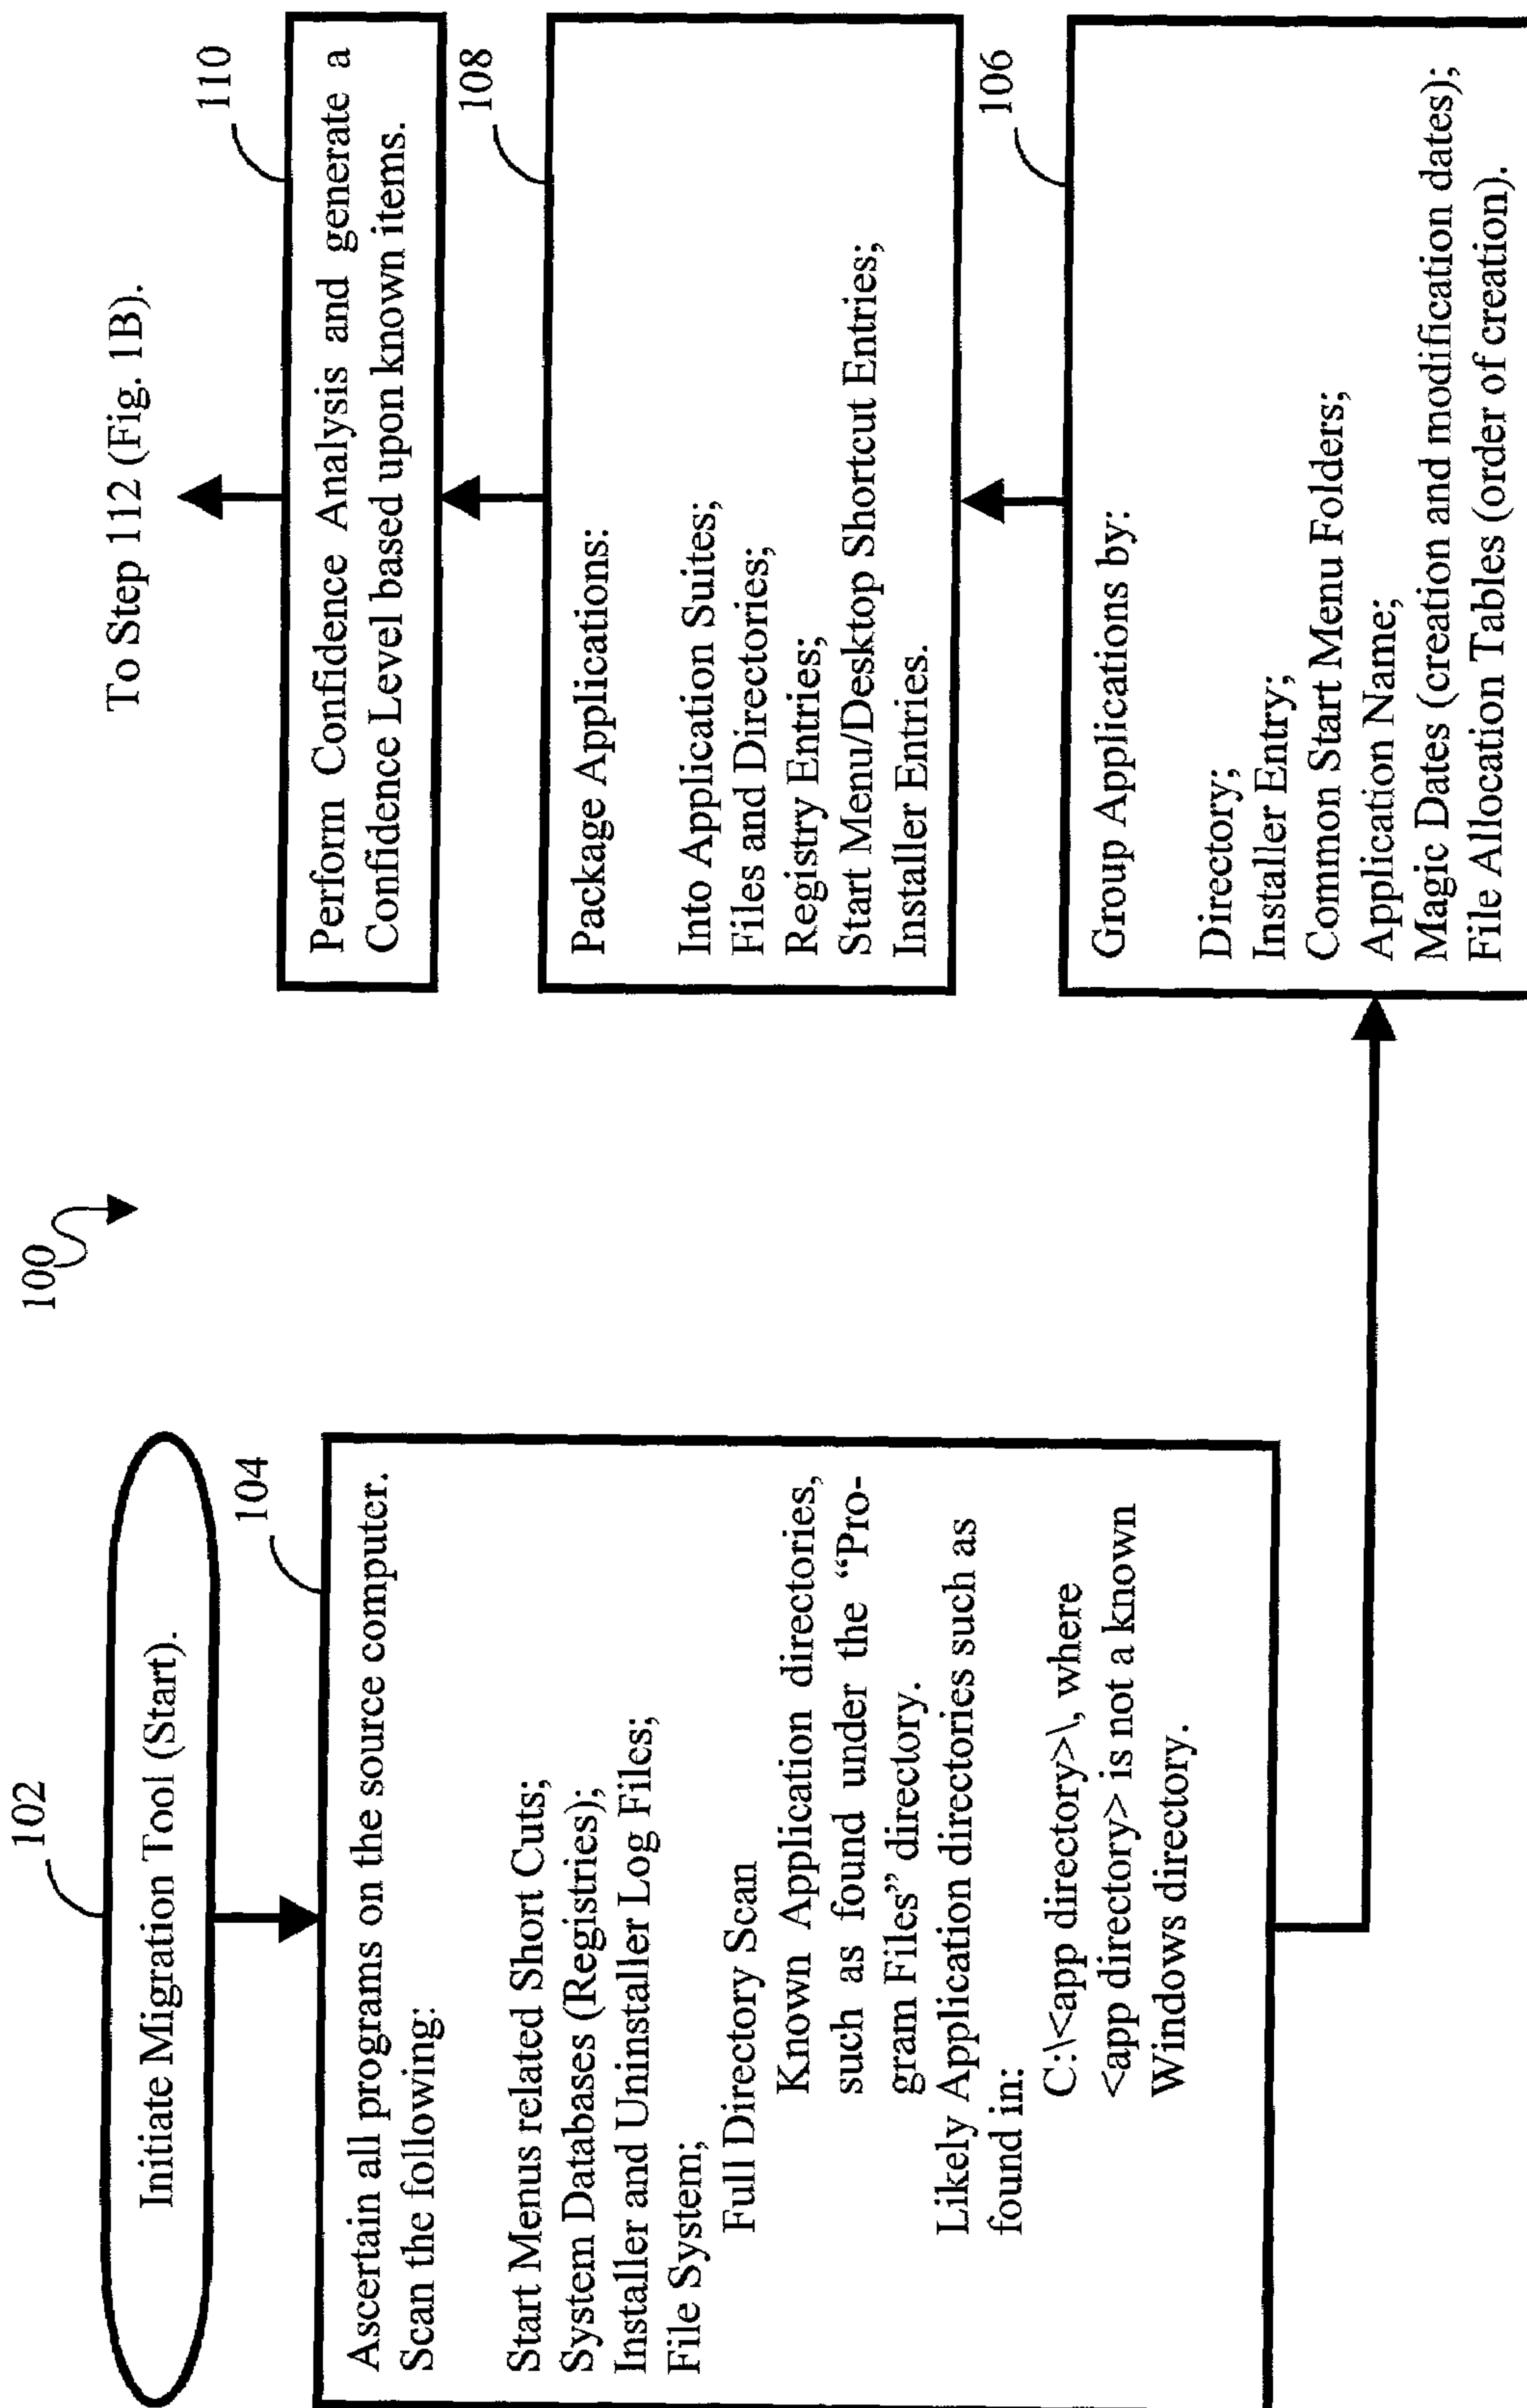 100
102
Initiate Migration Tool (Start).
104
Ascertain all programs on the source computer.
Scan the following:
Start Menus related Short Cuts;
System Databases (Registries);
Installer and Uninstaller Log Files;
File System;
Full Directory Scan
Known Application directories,
such as found under the “Pro-
gram Files” directory.
Likely Application directories such as
found in:
C:\<app directory>\, where
<app directory> is not a known
Windows directory.
106
Group Applications by:
Directory;
Installer Entry;
Common Start Menu Folders;
Application Name;
Magic Dates (creation and modification dates);
File Allocation Tables (order of creation).
108
Package Applications:
Into Application Suites;
Files and Directories;
Registry Entries;
Start Menu/Desktop Shortcut Entries;
Installer Entries.
110
Perform Confidence Analysis and generate a
Confidence Level based upon known items.
To Step 112 (Fig. 1B).